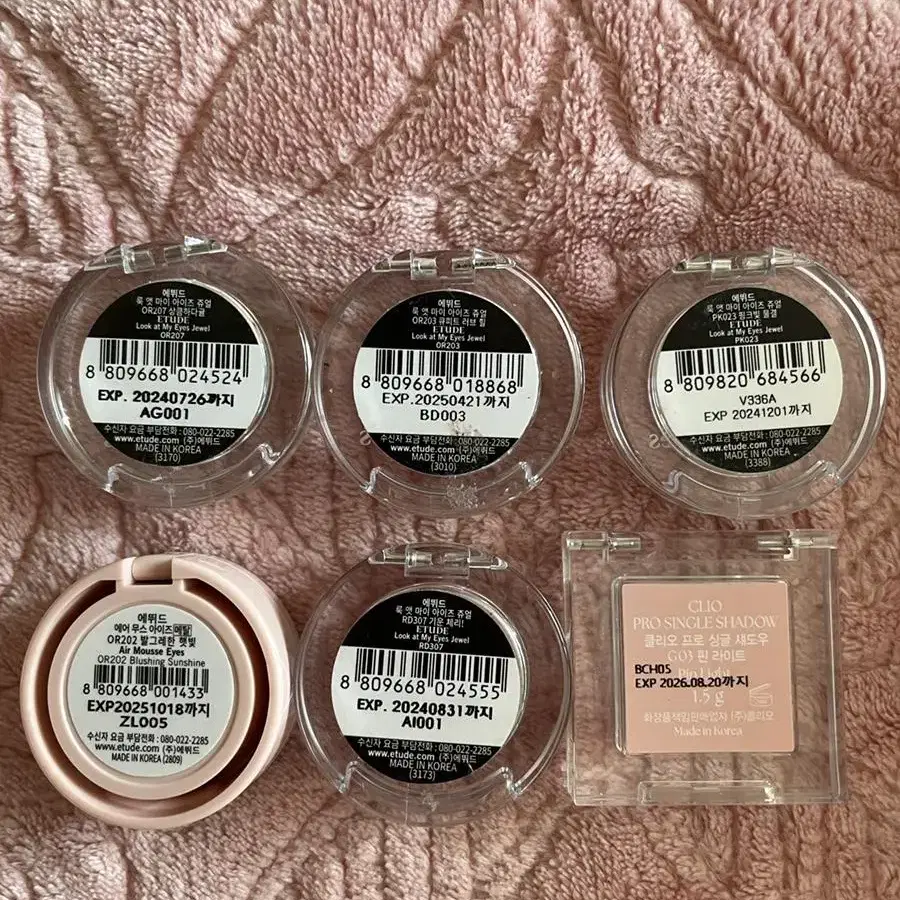 에뛰드
룩 앳 마이 아이즈 쥬얼
OR207 상큼하다귤
ETUDE
Look at My Eyes Jewel
OR207
8 809668 024524
EXP. 20240726까지
AG001
수신자 요금 부담전화 : 080-022-2285
www.etude.com (주)에뛰드
MADE IN KOREA
(3170)
에뛰드
룩 앳 마이 아이즈 쥬얼
OR203 큐피트 러브 힐
ETUDE
Look at My Eyes Jewel
OR203
8 809668 018868
EXP.20250421까지
BD003
수신자 요금 부담전화 : 080-022-2285
www.etude.com (주)에뛰드
MADE IN KOREA
(3010)
에뛰드
룩 앳 마이 아이즈 쥬얼
PK023 핑크빛 물결
ETUDE
Look at My Eyes Jewel
PK023
8 809820 684566
V336A
EXP 20241201까지
수신자 요금 부담전화 : 080-022-2285
www.etude.com (주)에뛰드
MADE IN KOREA
(3388)
에뛰드
에어 무스 아이즈 메탈
OR202 발그레한 햇빛
Air Mousse Eyes
OR202 Blushing Sunshine
8 809668 001433
EXP20251018까지
ZL005
수신자 요금 부담전화 : 080-022-2285
www.etude.com (주)에뛰드
MADE IN KOREA (2809)
에뛰드
룩 앳 마이 아이즈 쥬얼
RD307 기운 체리!
ETUDE
Look at My Eyes Jewel
RD307
8 809668 024555
EXP. 20240831까지
AI001
수신자 요금 부담전화 : 080-022-2285
www.etude.com (주)에뛰드
MADE IN KOREA
(3173)
CLIO
PRO SINGLE SHADOW
클리오 프로 싱글 섀도우
G03 핀 라이트
Pin Light
BCH05
EXP 2026.08.20까지
1.5 g
화장품책임판매업자 (주)클리오
Made in Korea